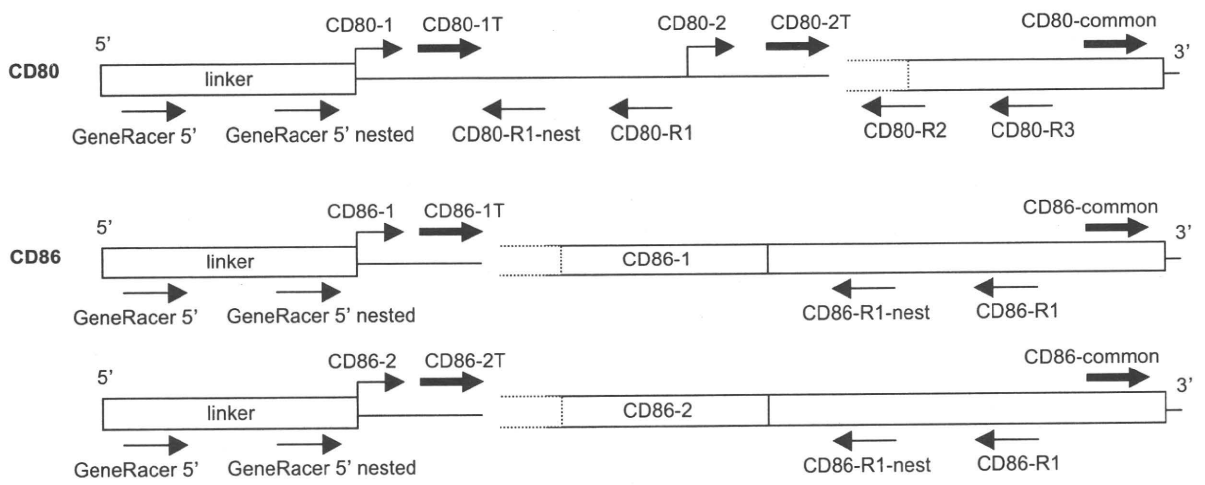 CD80-1 CD80-1T CD80-2 CD80-2T CD80-common
5’ 3’
CD80 linker
GeneRacer 5’ GeneRacer 5’ nested CD80-R1-nest CD80-R1 CD80-R2 CD80-R3
CD86-1 CD86-1T CD86-common
5’ 3’
CD86 linker CD86-1
GeneRacer 5’ GeneRacer 5’ nested CD86-R1-nest CD86-R1
CD86-2 CD86-2T CD86-common
5’ 3’
linker CD86-2
GeneRacer 5’ GeneRacer 5’ nested CD86-R1-nest CD86-R1